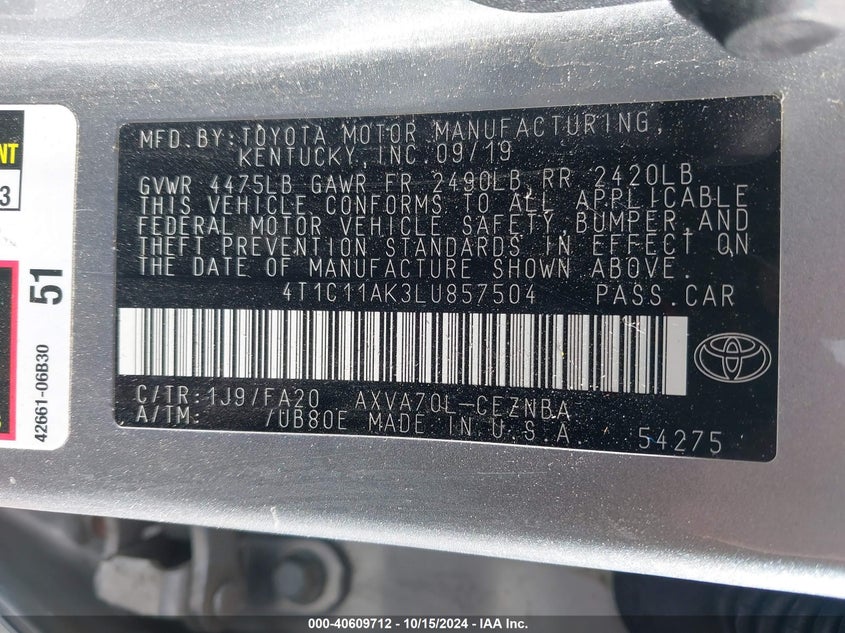 MFD.BY:TOYOTA MOTOR MANUFACTURING,
KENTUCKY,INC.09/19
GVWR 4475LB GAWR FR 2490LB,RR 2420LB
THIS VEHICLE CONFORMS TO ALL APPLICABLE
FEDERAL MOTOR VEHICLE SAFETY,BUMPER,AND
THEFT PREVENTION STANDARDS IN EFFECT ON
THE DATE OF MANUFACTURE SHOWN ABOVE.
4T1C11AK3LU857504 PASS.CAR
C/TR:1J9/FA20 AXVA70L-CEZNBA
A/TM: /UB80E MADE IN U.S.A. 54275
3
51
42661-06B30
000-40609712 - 10/15/2024 - IAA Inc.